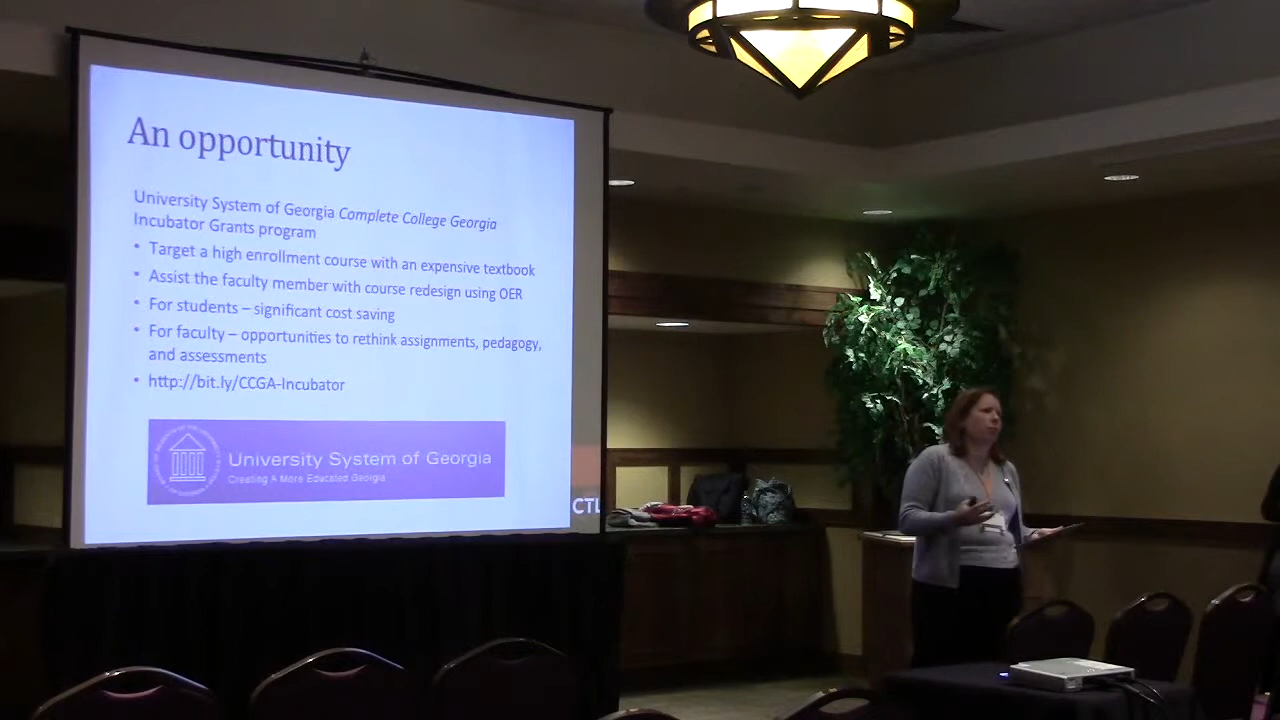 An opportunity
University System of Georgia Complete College Georgia
Incubator Grants program
• Target a high enrollment course with an expensive textbook
• Assist the faculty member with course redesign using OER
• For students – significant cost saving
• For faculty – opportunities to rethink assignments, pedagogy,
and assessments
• http://bit.ly/CCGA-Incubator
University System of Georgia
Creating A More Educated Georgia
CTL